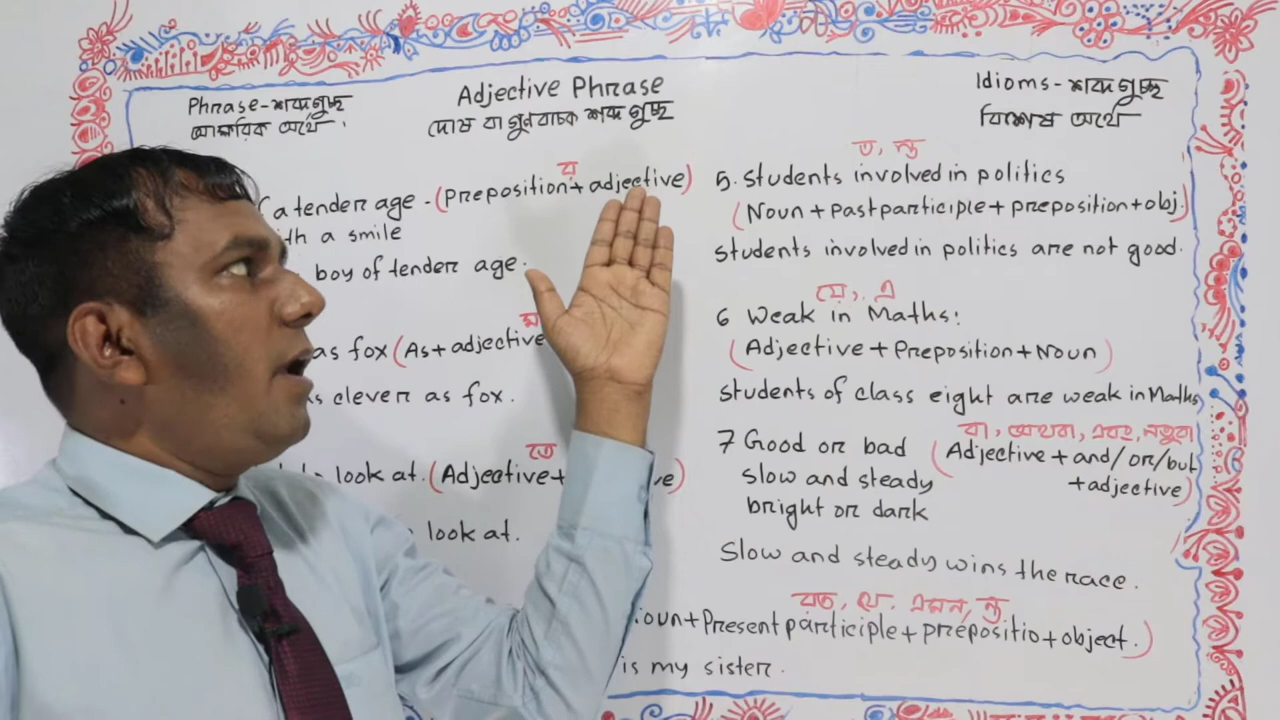 Adjective Phrase
Phrase-শব্দগুচ্ছ
আক্ষরিক অর্থে।
দোষ বা গুনবাচক শব্দগুচ্ছ
Idioms-শব্দগুচ্ছ
বিশেষ অর্থে
র
a tender age - (preposition + adjective)
with a smile
boy of tender age.
as fox (As + adjective
clever as fox.
তে
look at. (Adjective+
look at.
ত, ন্ত
5. Students involved in politics
(Noun + Past participle + preposition + obj.)
students involved in politics are not good.
য়, এ
6 Weak in Maths:
(Adjective + Preposition + Noun)
students of class eight are weak in Maths
7 Good or bad
slow and steady
bright or dark
বা, অথবা, এবং, নতুবা
(Adjective + and/or/but
+adjective)
Slow and steady wins the race.
রত, যে, এমন, ন্ত
Noun+Present participle + prepositio + object.)
is my sister.